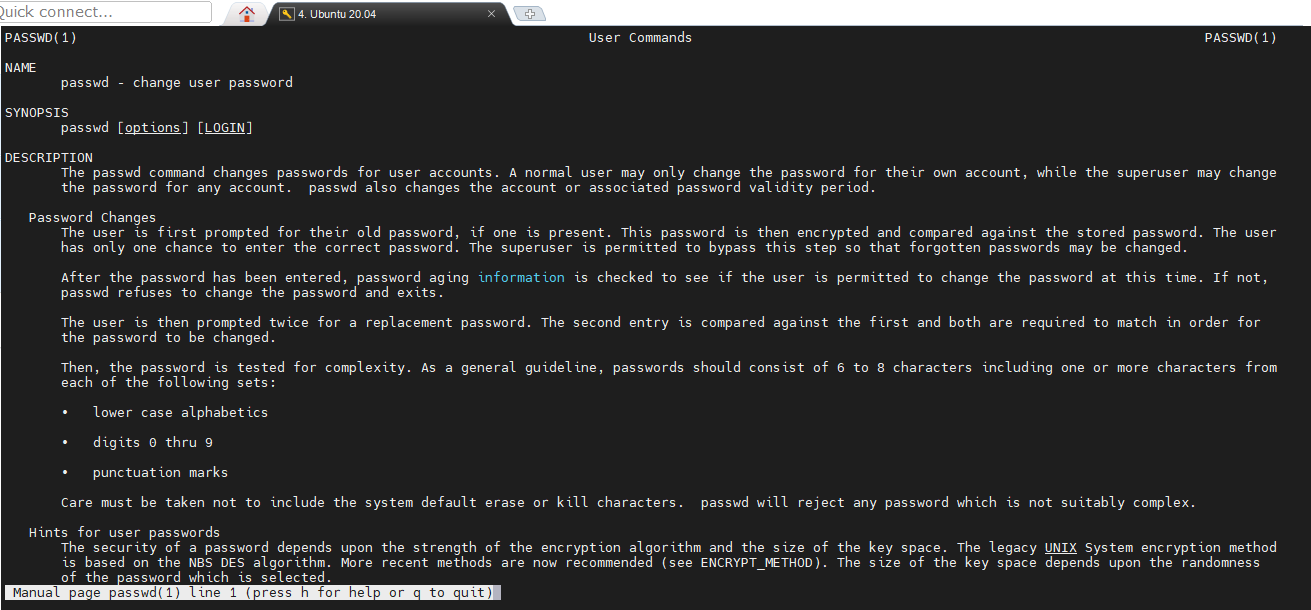 Quick connect...
4. Ubuntu 20.04
PASSWD(1) User Commands PASSWD(1)
NAME
passwd - change user password
SYNOPSIS
passwd [options] [LOGIN]
DESCRIPTION
The passwd command changes passwords for user accounts. A normal user may only change the password for their own account, while the superuser may change
the password for any account.  passwd also changes the account or associated password validity period.
Password Changes
The user is first prompted for their old password, if one is present. This password is then encrypted and compared against the stored password. The user
has only one chance to enter the correct password. The superuser is permitted to bypass this step so that forgotten passwords may be changed.
After the password has been entered, password aging information is checked to see if the user is permitted to change the password at this time. If not,
passwd refuses to change the password and exits.
The user is then prompted twice for a replacement password. The second entry is compared against the first and both are required to match in order for
the password to be changed.
Then, the password is tested for complexity. As a general guideline, passwords should consist of 6 to 8 characters including one or more characters from
each of the following sets:
• lower case alphabetics
• digits 0 thru 9
• punctuation marks
Care must be taken not to include the system default erase or kill characters.  passwd will reject any password which is not suitably complex.
Hints for user passwords
The security of a password depends upon the strength of the encryption algorithm and the size of the key space. The legacy UNIX System encryption method
is based on the NBS DES algorithm. More recent methods are now recommended (see ENCRYPT_METHOD). The size of the key space depends upon the randomness
of the password which is selected.
Manual page passwd(1) line 1 (press h for help or q to quit)